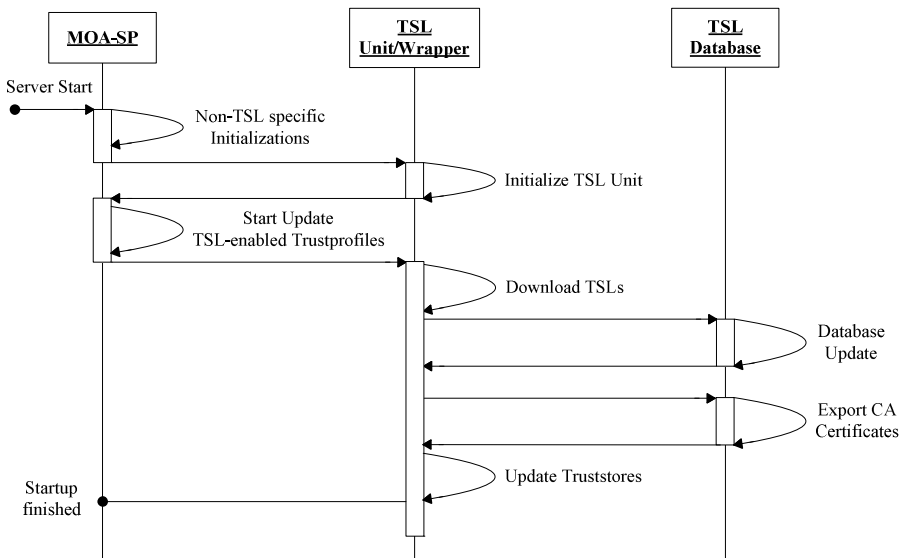 MOA-SP
TSL
Unit/Wrapper
TSL
Database
Server Start
Non-TSL specific
Initializations
Initialize TSL Unit
Start Update
TSL-enabled Trustprofiles
Download TSLs
Database
Update
Export CA
Certificates
Update Truststores
Startup
finished